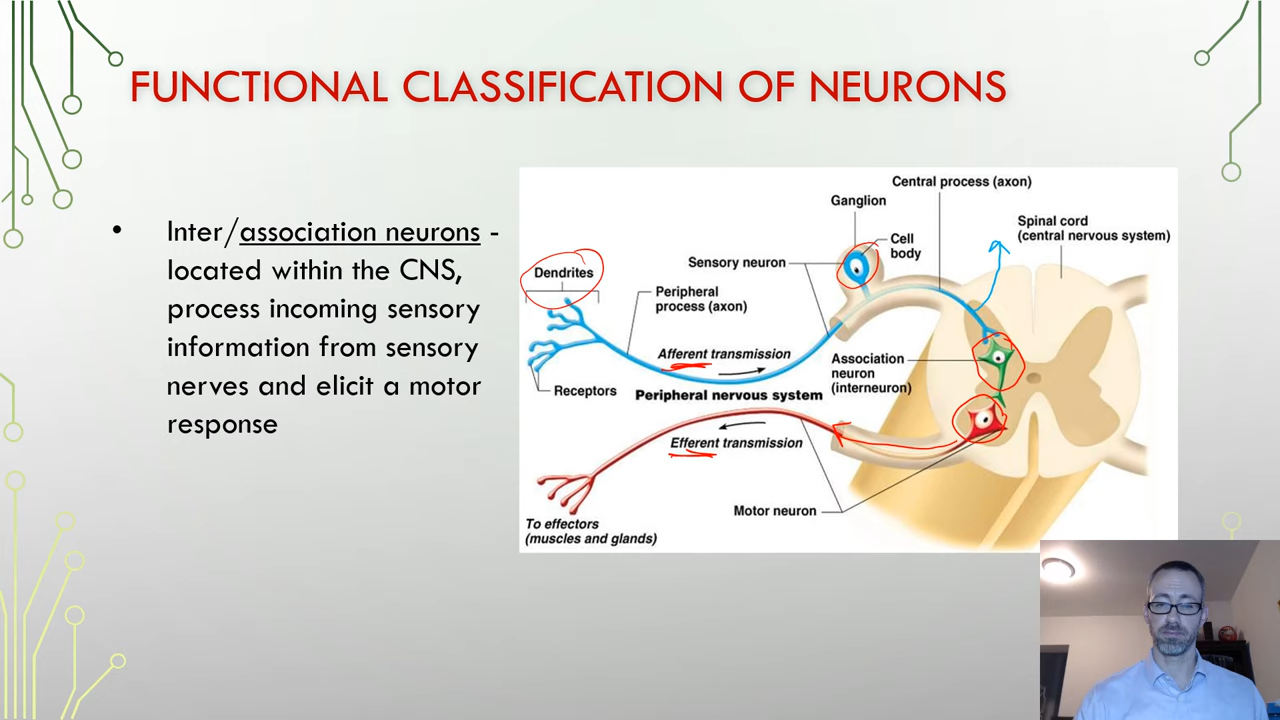 FUNCTIONAL CLASSIFICATION OF NEURONS
• Inter/association neurons -
located within the CNS,
process incoming sensory
information from sensory
nerves and elicit a motor
response
Central process (axon)
Ganglion
Spinal cord
(central nervous system)
Cell
body
Sensory neuron
Dendrites
Peripheral
process (axon)
Afferent transmission
Association
neuron
(interneuron)
Receptors
Peripheral nervous system
Efferent transmission
Motor neuron
To effectors
(muscles and glands)